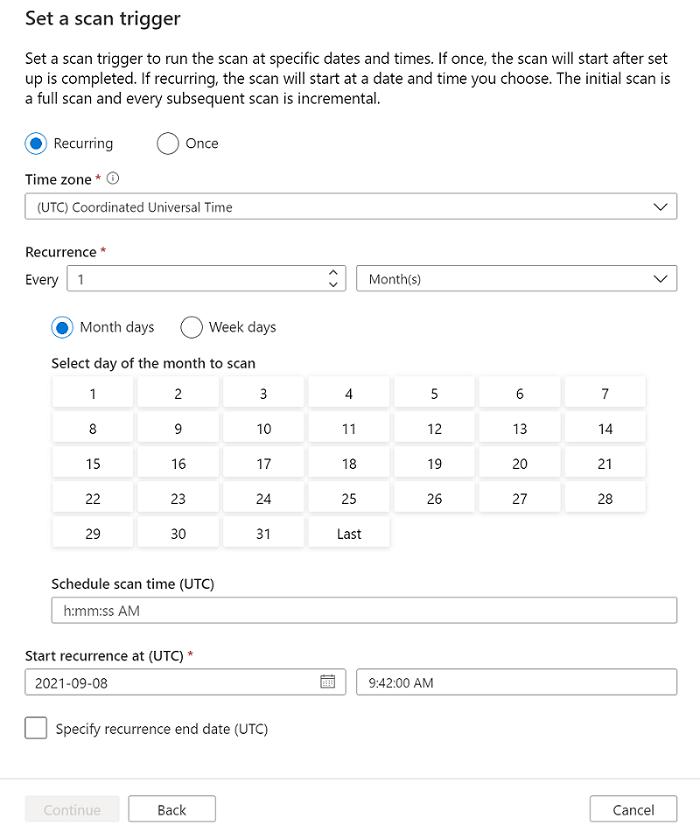 Set a scan trigger
Set a scan trigger to run the scan at specific dates and times. If once, the scan will start after set
up is completed. If recurring, the scan will start at a date and time you choose. The initial scan is
a full scan and every subsequent scan is incremental.
Recurring Once
Time zone *
(UTC) Coordinated Universal Time
Recurrence *
Every 1 Month(s)
Month days Week days
Select day of the month to scan
1 2 3 4 5 6 7
8 9 10 11 12 13 14
15 16 17 18 19 20 21
22 23 24 25 26 27 28
29 30 31 Last
Schedule scan time (UTC)
h:mm:ss AM
Start recurrence at (UTC) *
2021-09-08 9:42:00 AM
Specify recurrence end date (UTC)
Continue Back Cancel